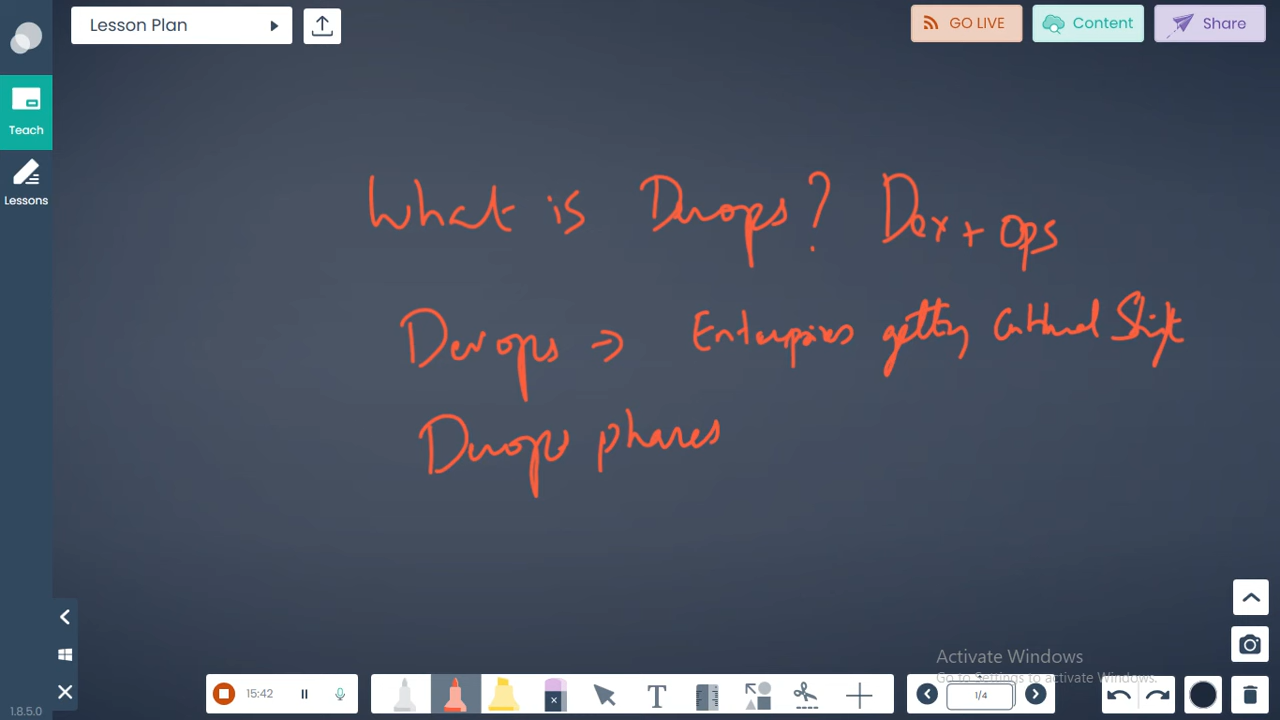 Lesson Plan
GO LIVE
Content
Share
Teach
Lessons
What is Devops? Dev + Ops
Devops => Enterprises getting Cultural Shift
Devops phases
Activate Windows
Go to Settings to activate Windows.
15:42
T
1/4
1.8.5.0